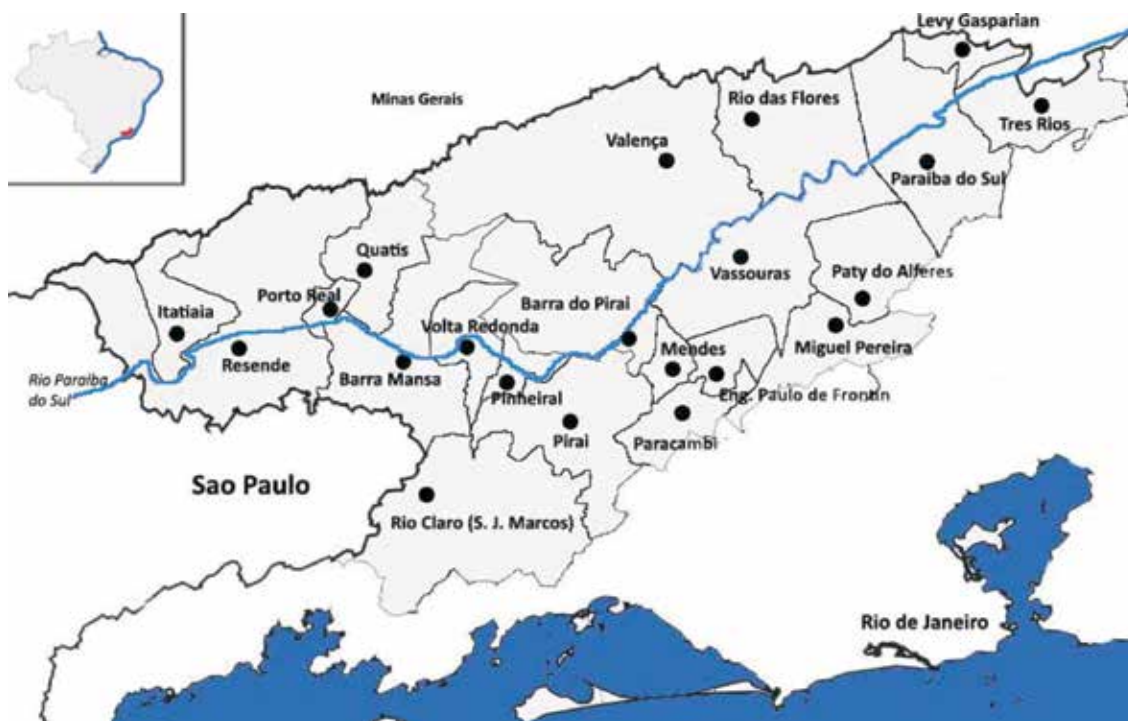 Levy Gasparian
Minas Gerais
Rio das Flores
Tres Rios
Valença
Paraiba do Sul
Quatis
Vassouras
Paty do Alferes
Porto Real
Itatiaia
Barra do Pirai
Volta Redonda
Miguel Pereira
Mendes
Resende
Barra Mansa
Rio Paraiba
do Sul
Pinheiral
Eng. Paulo de Frontin
Pirai
Paracambi
Sao Paulo
Rio Claro (S. J. Marcos)
Rio de Janeiro